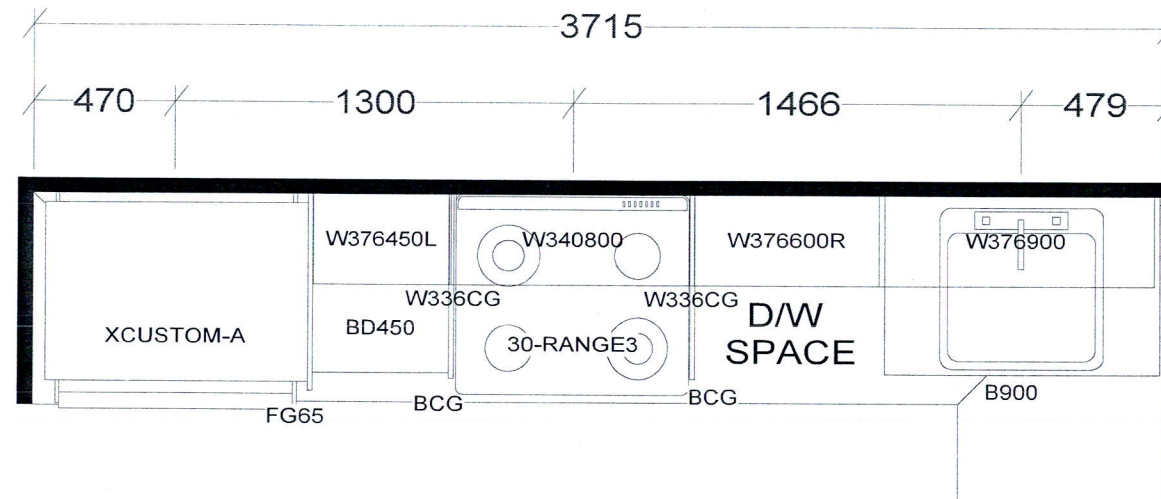 3715
470
1300
1466
479
W376450L
W340800
W376600R
W376900
W336CG
W336CG
XCUSTOM-A
BD450
30-RANGE3
D/W
SPACE
FG65
BCG
BCG
B900